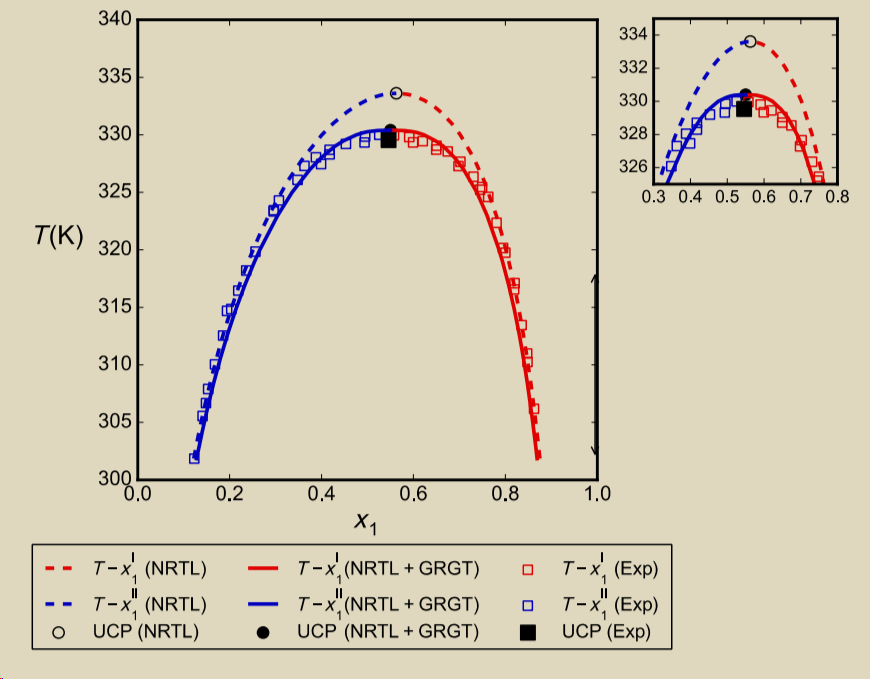 340
335
330
325
320
315
310
305
300
T(K)
0.0 0.2 0.4 0.6 0.8 1.0
x₁
334
332
330
328
326
0.3 0.4 0.5 0.6 0.7 0.8
T−x₁ᴵ (NRTL) T−x₁ᴵ(NRTL + GRGT) T−x₁ᴵ (Exp)
T−x₁ᴵᴵ (NRTL) T−x₁ᴵᴵ(NRTL + GRGT) T−x₁ᴵᴵ (Exp)
UCP (NRTL) UCP (NRTL + GRGT) UCP (Exp)